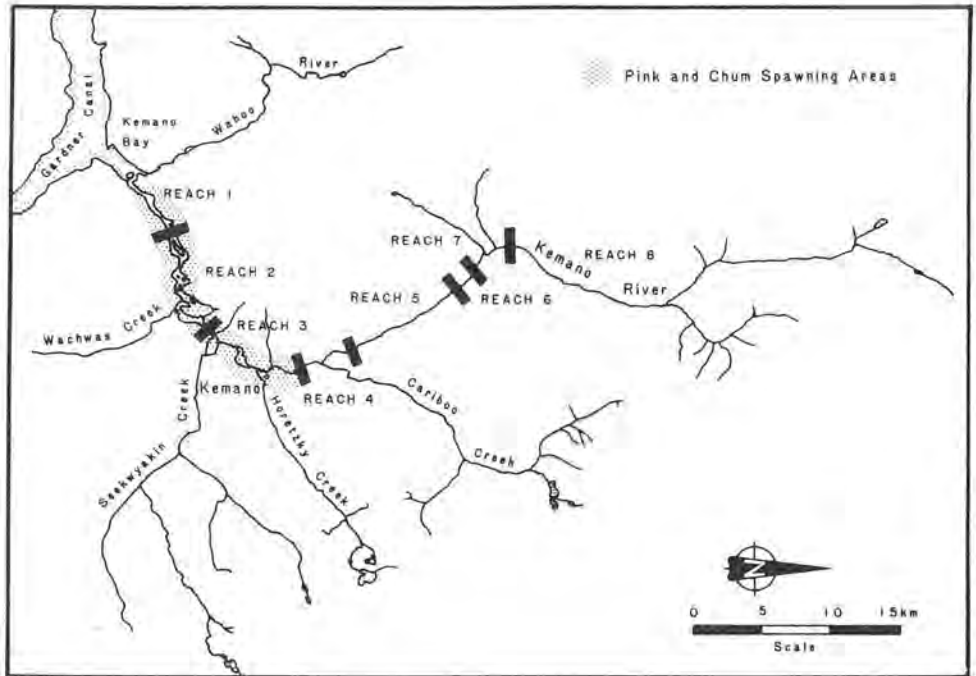 River
Pink and Chum Spawning Areas
Gardner Canal
Kemano
Bay
Wahoo
REACH 1
REACH 7
Kemano
REACH 8
River
REACH 2
REACH 5
REACH 6
Wachwas Creek
REACH 3
Kemano
REACH 4
Cariboo
Creek
Horetzky
Creek
Seekwyakin
Creek
N
0 5 10 15km
Scale